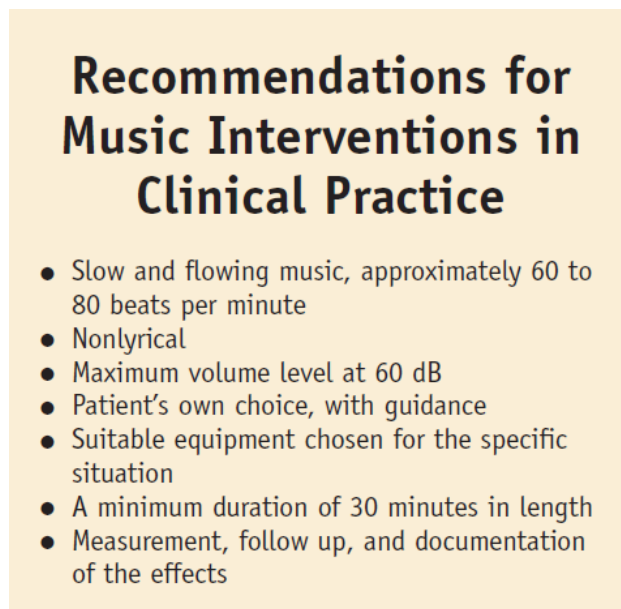 Recommendations for
Music Interventions in
Clinical Practice
● Slow and flowing music, approximately 60 to
80 beats per minute
● Nonlyrical
● Maximum volume level at 60 dB
● Patient's own choice, with guidance
● Suitable equipment chosen for the specific
situation
● A minimum duration of 30 minutes in length
● Measurement, follow up, and documentation
of the effects